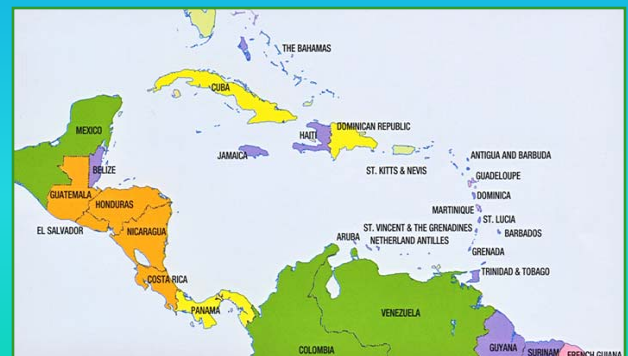 THE BAHAMAS
CUBA
MEXICO
HAITI
DOMINICAN REPUBLIC
JAMAICA
BELIZE
ANTIGUA AND BARBUDA
ST. KITTS & NEVIS
GUADELOUPE
GUATEMALA
HONDURAS
DOMINICA
MARTINIQUE
ST. LUCIA
EL SALVADOR
NICARAGUA
ST. VINCENT & THE GRENADINES
BARBADOS
ARUBA
NETHERLAND ANTILLES
GRENADA
TRINIDAD & TOBAGO
COSTA RICA
PANAMA
VENEZUELA
COLOMBIA
GUYANA
SURINAM
FRENCH GUIANA